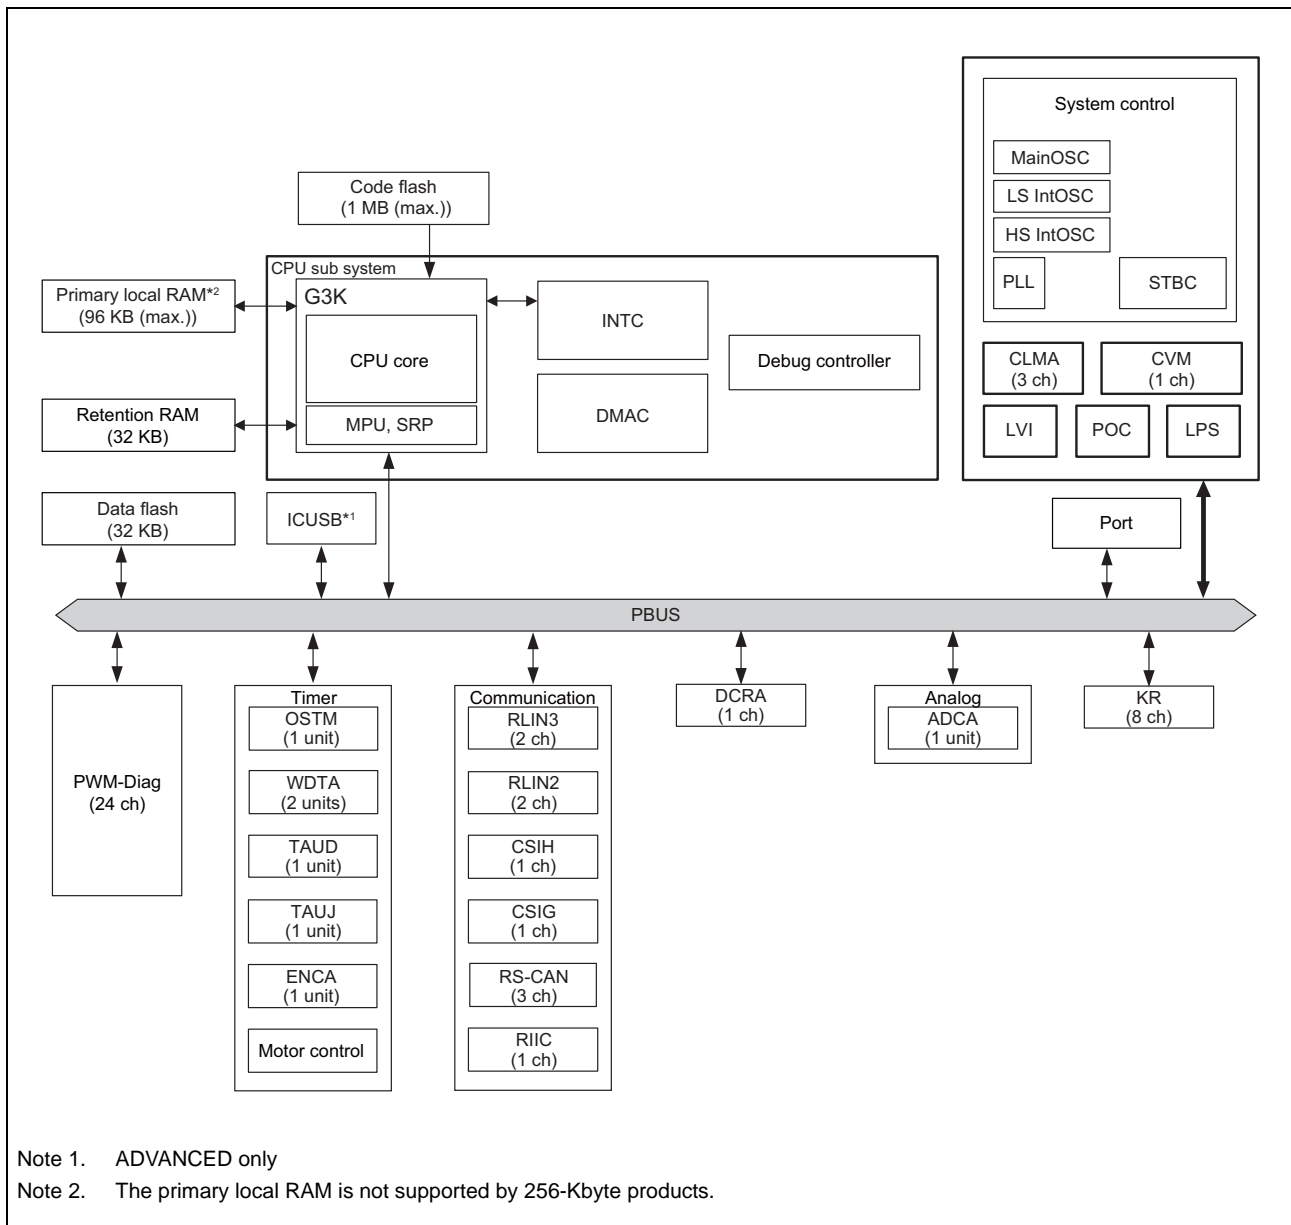 System control
MainOSC
LS IntOSC
HS IntOSC
PLL
STBC
CLMA
(3 ch)
CVM
(1 ch)
LVI
POC
LPS
Code flash
(1 MB (max.))
CPU sub system
G3K
CPU core
MPU, SRP
INTC
DMAC
Debug controller
Primary local RAM*2
(96 KB (max.))
Retention RAM
(32 KB)
Data flash
(32 KB)
ICUSB*1
Port
PBUS
PWM-Diag
(24 ch)
Timer
OSTM
(1 unit)
WDTA
(2 units)
TAUD
(1 unit)
TAUJ
(1 unit)
ENCA
(1 unit)
Motor control
Communication
RLIN3
(2 ch)
RLIN2
(2 ch)
CSIH
(1 ch)
CSIG
(1 ch)
RS-CAN
(3 ch)
RIIC
(1 ch)
DCRA
(1 ch)
Analog
ADCA
(1 unit)
KR
(8 ch)
Note 1. ADVANCED only
Note 2. The primary local RAM is not supported by 256-Kbyte products.